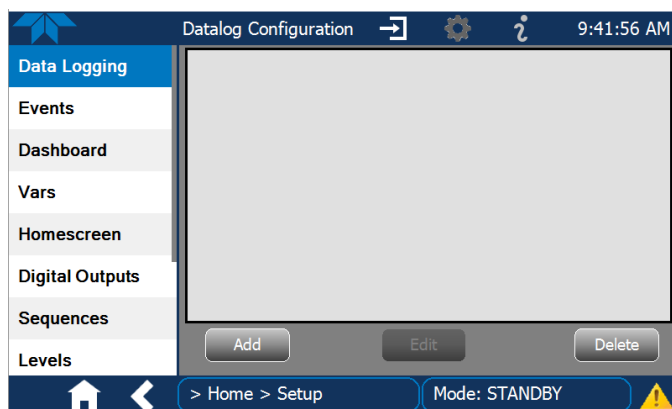 Datalog Configuration
9:41:56 AM
Data Logging
Events
Dashboard
Vars
Homescreen
Digital Outputs
Sequences
Levels
Add
Edit
Delete
> Home > Setup
Mode: STANDBY